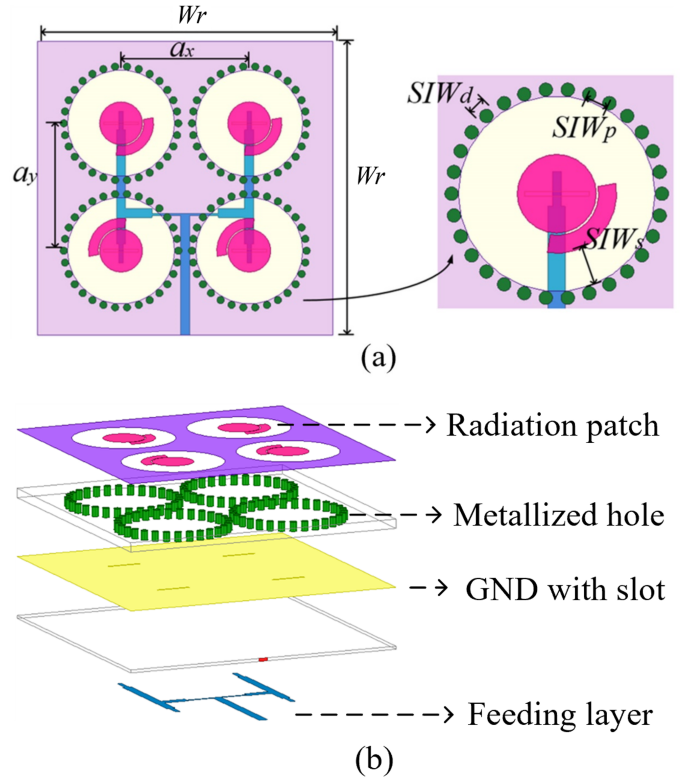 Wr
ax
SIWd
SIWp
ay
Wr
SIWs
(a)
Radiation patch
Metallized hole
GND with slot
Feeding layer
(b)